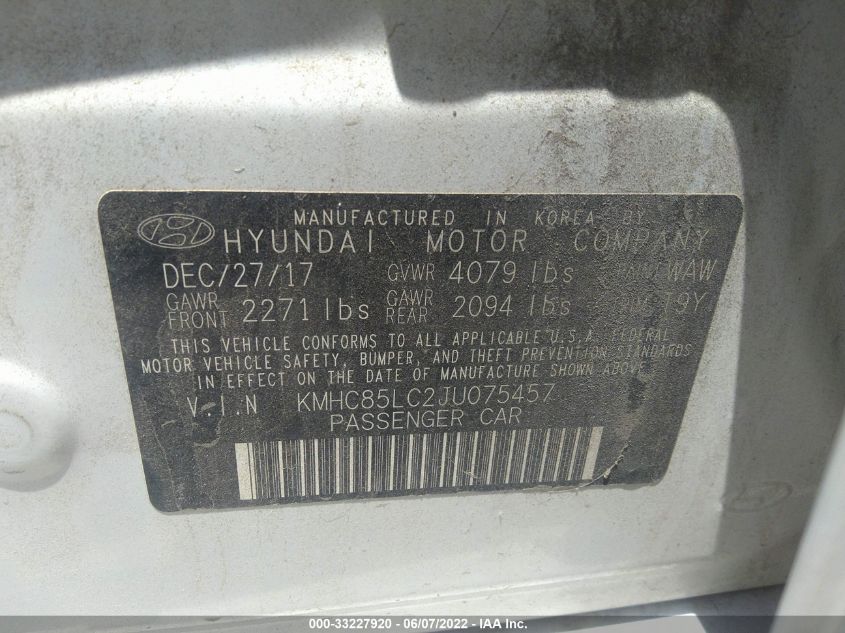 MANUFACTURED IN KOREA BY
HYUNDAI MOTOR COMPANY
DEC/27/17 GVWR 4079 lbs WAW
GAWR FRONT 2271 lbs GAWR REAR 2094 lbs T9Y
THIS VEHICLE CONFORMS TO ALL APPLICABLE U.S.A. FEDERAL
MOTOR VEHICLE SAFETY, BUMPER, AND THEFT PREVENTION STANDARDS
IN EFFECT ON THE DATE OF MANUFACTURE SHOWN ABOVE
V.I.N KMHC85LC2JU075457
PASSENGER CAR
000-33227920 - 06/07/2022 - IAA Inc.